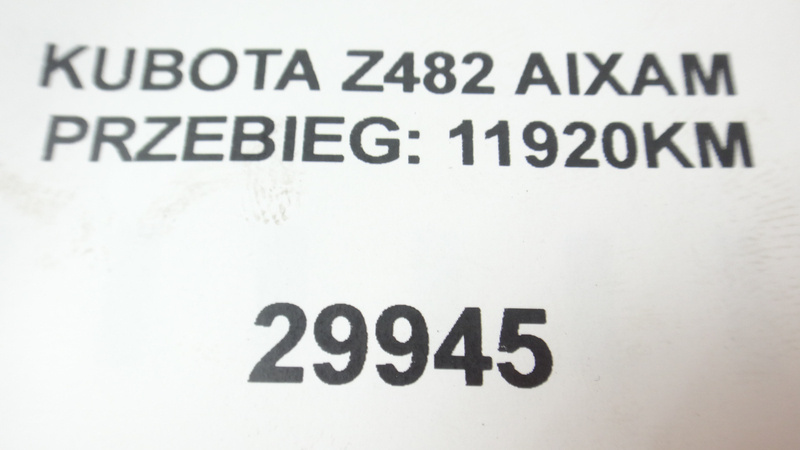 KUBOTA Z482 AIXAM
PRZEBIEG: 11920KM
29945